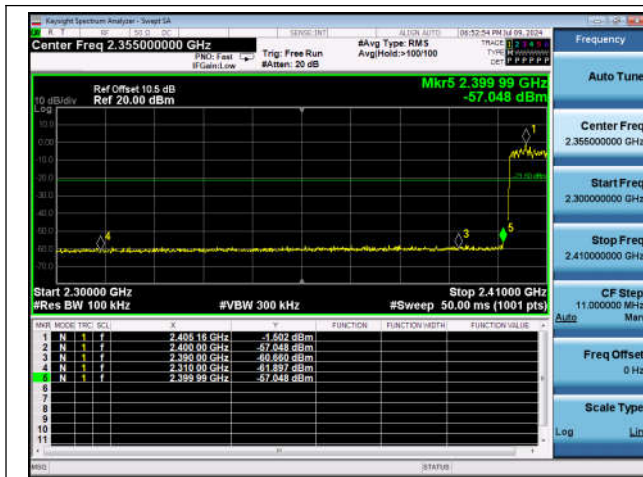 Keysight Spectrum Analyzer - Swept SA
R T RF 50 Ω DC SENSE:INT ALIGN AUTO 06:52:54 PM Jul 09, 2024
Center Freq 2.355000000 GHz
PNO: Fast
IFGain:Low
Trig: Free Run
#Atten: 20 dB
#Avg Type: RMS
Avg|Hold:>100/100
TRACE 1 2 3 4 5 6
TYPE M
DET P P P P P P
Ref Offset 10.5 dB
Ref 20.00 dBm
10 dB/div
Log
Mkr5 2.399 99 GHz
-57.048 dBm
10.0
0.00
-10.0
-20.0
-30.0
-40.0
-50.0
-60.0
-70.0
1
3
4
5
Start 2.30000 GHz
Stop 2.41000 GHz
#Res BW 100 kHz
#VBW 300 kHz
#Sweep 50.00 ms (1001 pts)
MKR MODE TRC SCL X Y FUNCTION FUNCTION WIDTH FUNCTION VALUE
1 N 1 f 2.405 16 GHz -1.502 dBm
2 N 1 f 2.400 00 GHz -57.048 dBm
3 N 1 f 2.390 00 GHz -60.660 dBm
4 N 1 f 2.310 00 GHz -61.897 dBm
5 N 1 f 2.399 99 GHz -57.048 dBm
6
7
8
9
10
11
MSG
STATUS
Frequency
Auto Tune
Center Freq
2.355000000 GHz
Start Freq
2.300000000 GHz
Stop Freq
2.410000000 GHz
CF Step
11.000000 MHz
Auto Man
Freq Offset
0 Hz
Scale Type
Log Lin